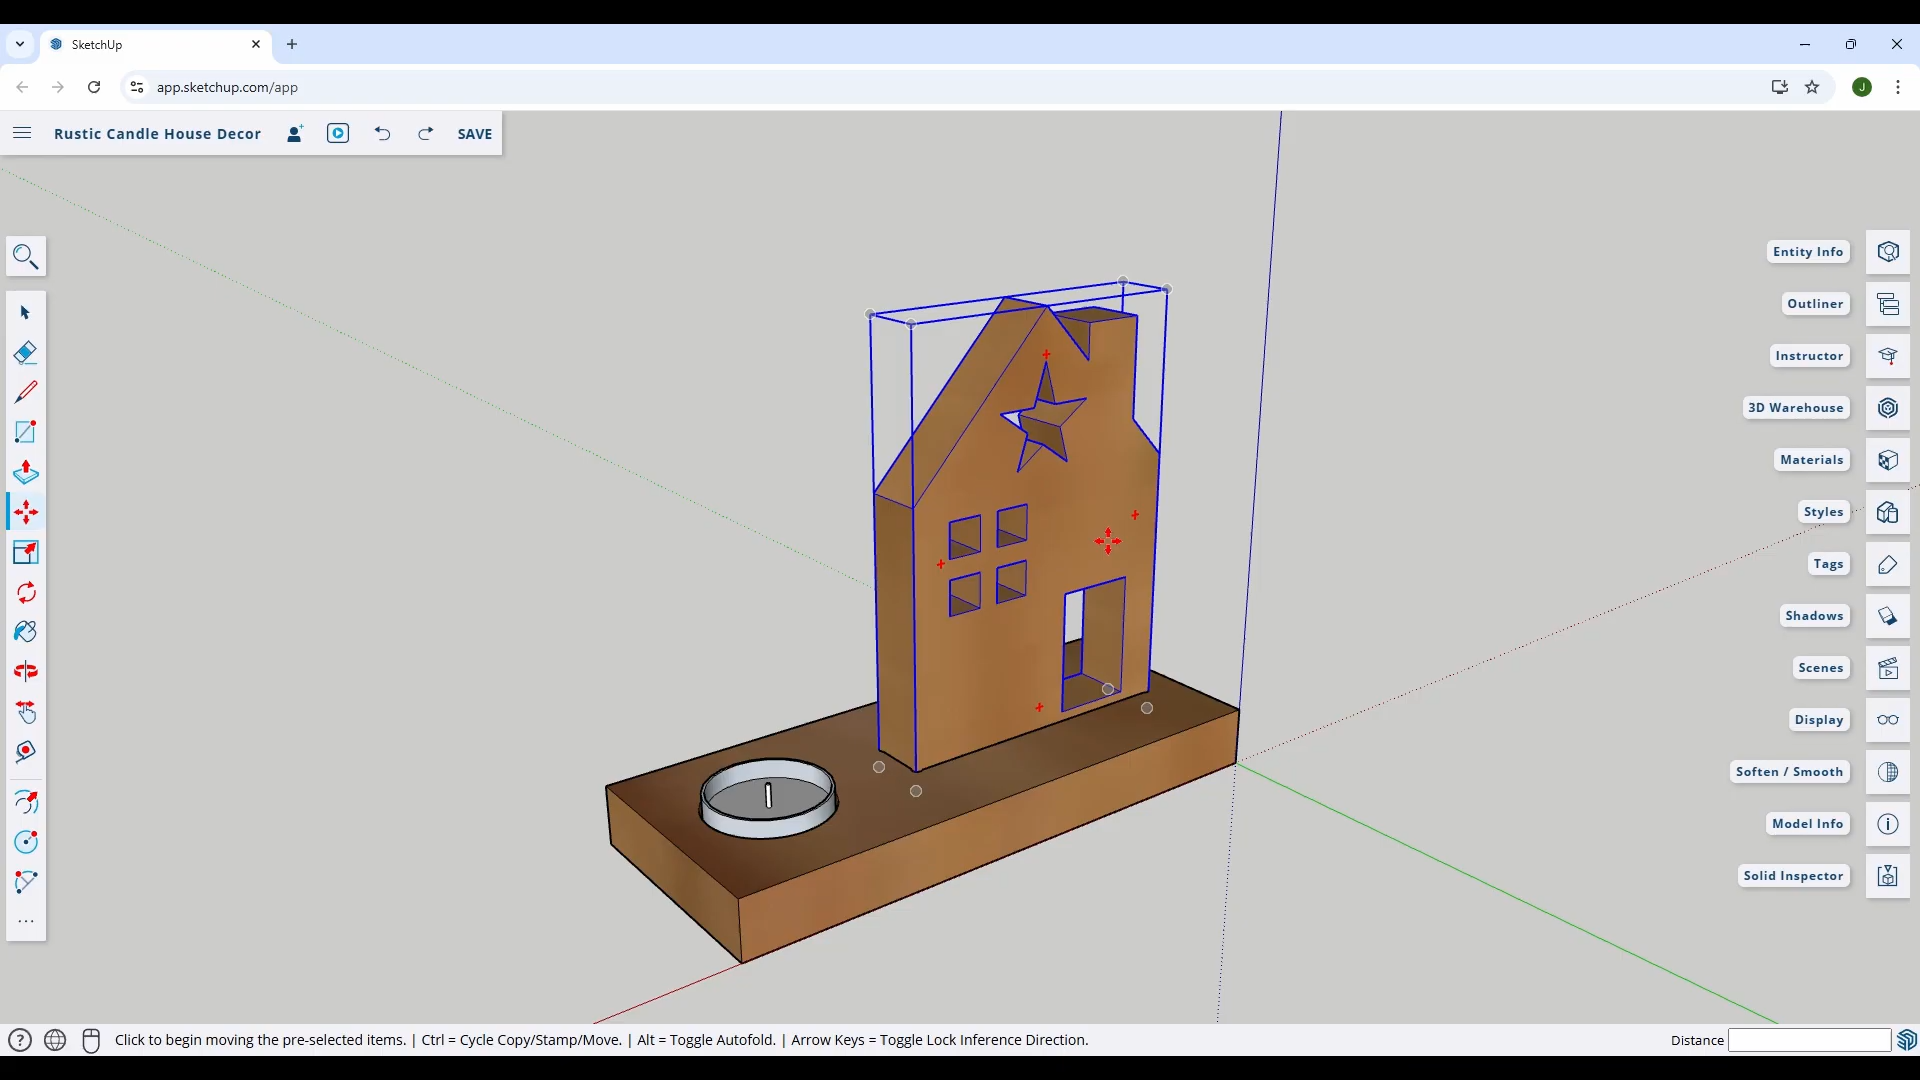 SketchUp
app.sketchup.com/app
J
Rustic Candle House Decor
SAVE
Entity Info
Outliner
Instructor
3D Warehouse
Materials
Styles
Tags
Shadows
Scenes
Display
Soften / Smooth
Model Info
Solid Inspector
Click to begin moving the pre-selected items. | Ctrl = Cycle Copy/Stamp/Move. | Alt = Toggle Autofold. | Arrow Keys = Toggle Lock Inference Direction.
Distance